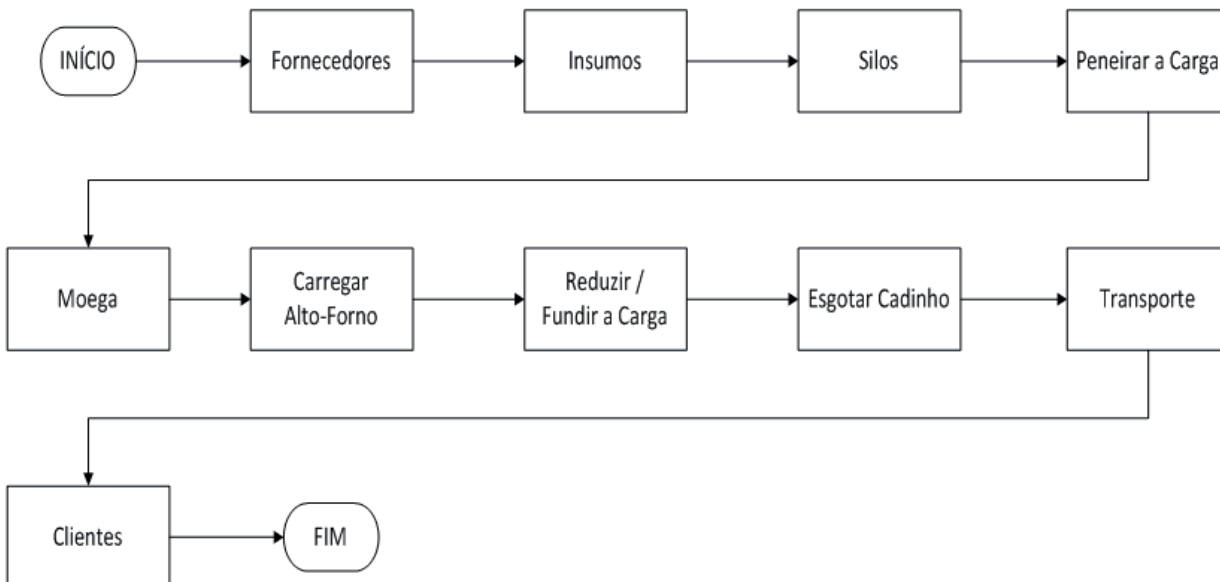 INÍCIO
Fornecedores
Insumos
Silos
Peneirar a Carga
Moega
Carregar
Alto-Forno
Reduzir /
Fundir a Carga
Esgotar Cadinho
Transporte
Clientes
FIM